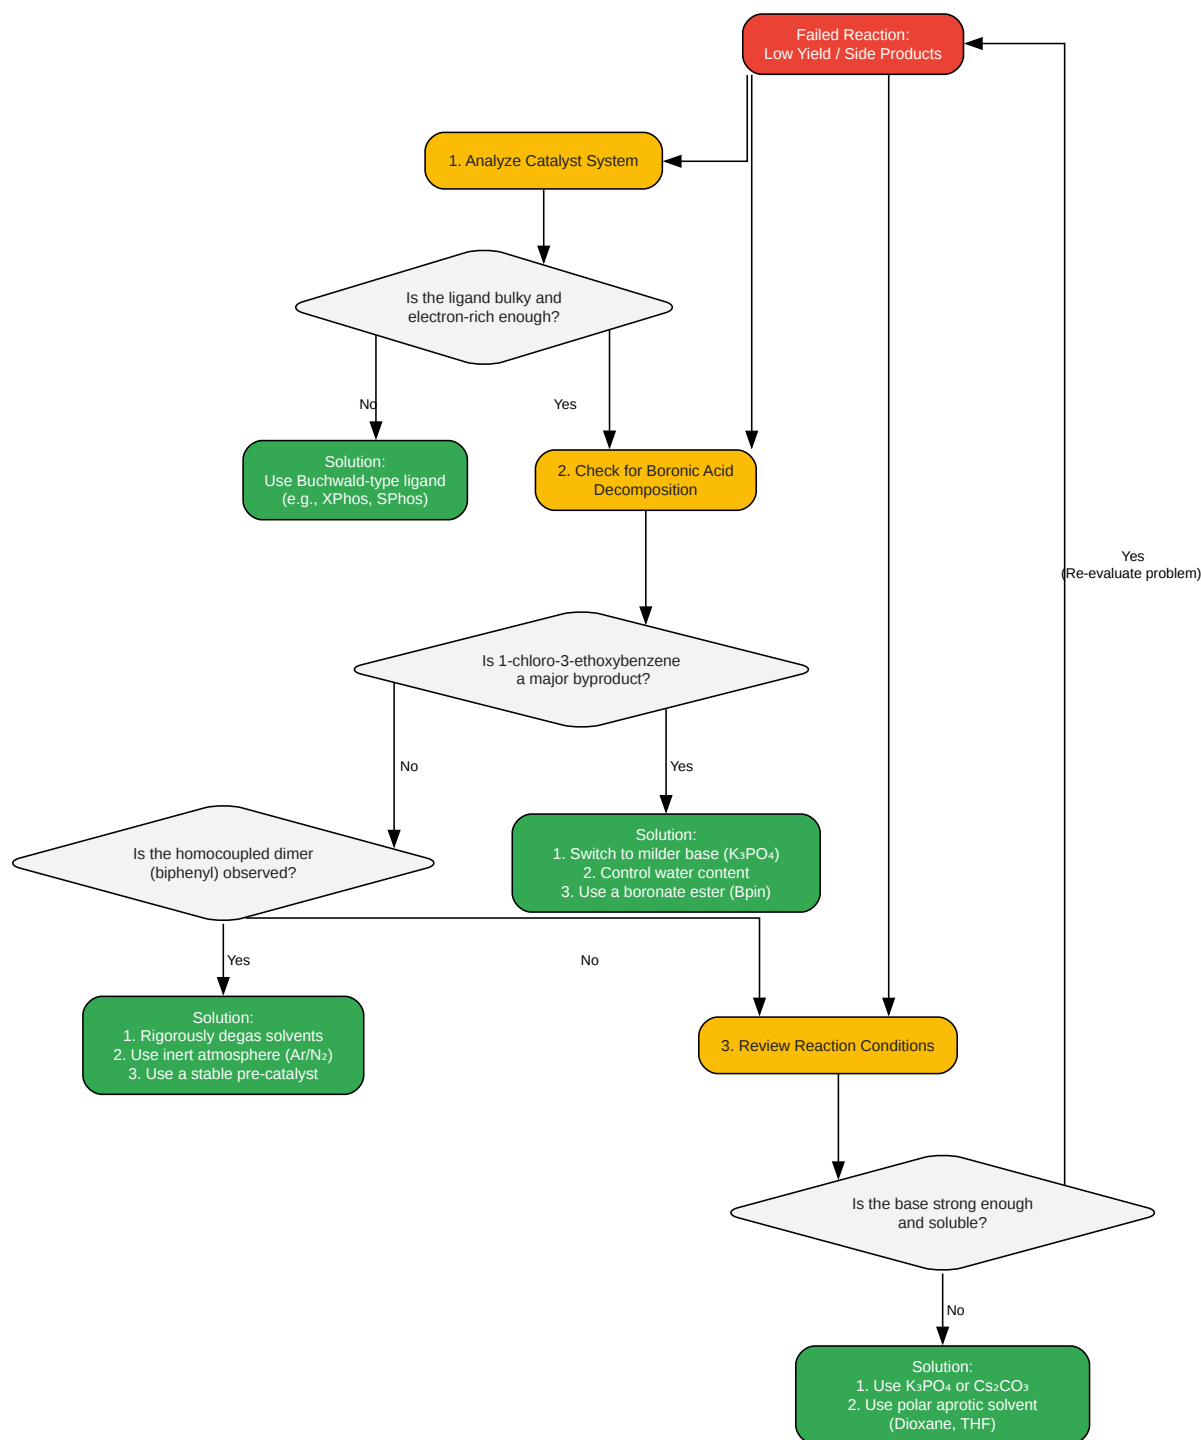 Failed Reaction:
Low Yield / Side Products
1. Analyze Catalyst System
Is the ligand bulky and
electron-rich enough?
No
Yes
Solution:
Use Buchwald-type ligand
(e.g., XPhos, SPhos)
2. Check for Boronic Acid
Decomposition
Yes
(Re-evaluate problem)
Is 1-chloro-3-ethoxybenzene
a major byproduct?
No
Yes
Is the homocoupled dimer
(biphenyl) observed?
Solution:
1. Switch to milder base (K₃PO₄)
2. Control water content
3. Use a boronate ester (Bpin)
Yes
No
Solution:
1. Rigorously degas solvents
2. Use inert atmosphere (Ar/N₂)
3. Use a stable pre-catalyst
3. Review Reaction Conditions
Is the base strong enough
and soluble?
No
Solution:
1. Use K₃PO₄ or Cs₂CO₃
2. Use polar aprotic solvent
(Dioxane, THF)